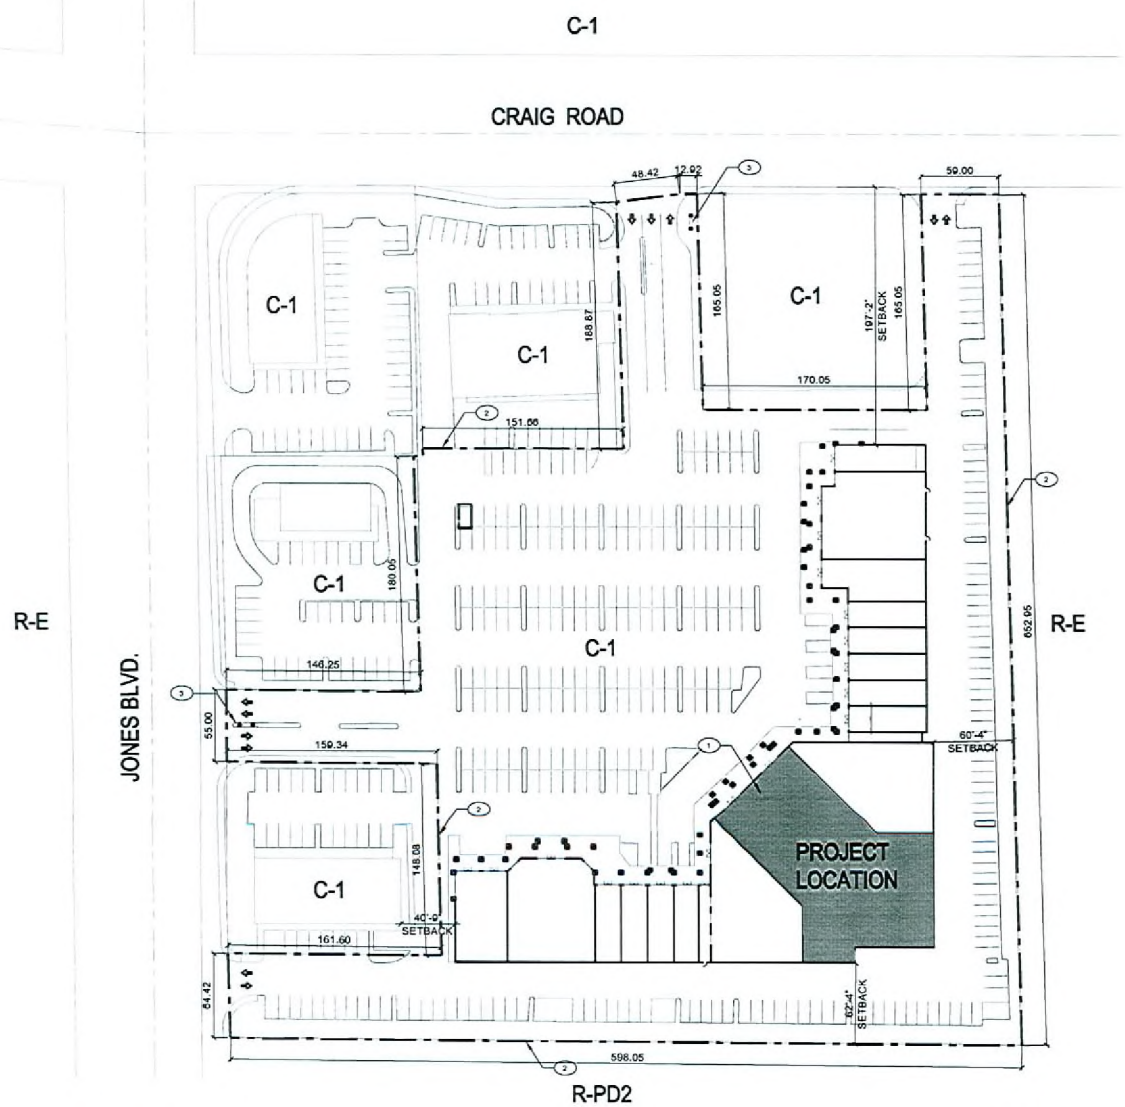 C-1
CRAIG ROAD
48.42
12.92
3
59.00
C-1
C-1
168.87
C-1
165.05
197'-2"
SETBACK
165.05
170.05
2
151.66
2
C-1
180.05
C-1
R-E
R-E
652.95
JONES BLVD.
146.25
3
55.00
159.34
1
60'-4"
SETBACK
2
148.08
PROJECT
LOCATION
C-1
40'-9"
SETBACK
161.60
64.42
62'-4"
SETBACK
598.05
2
R-PD2